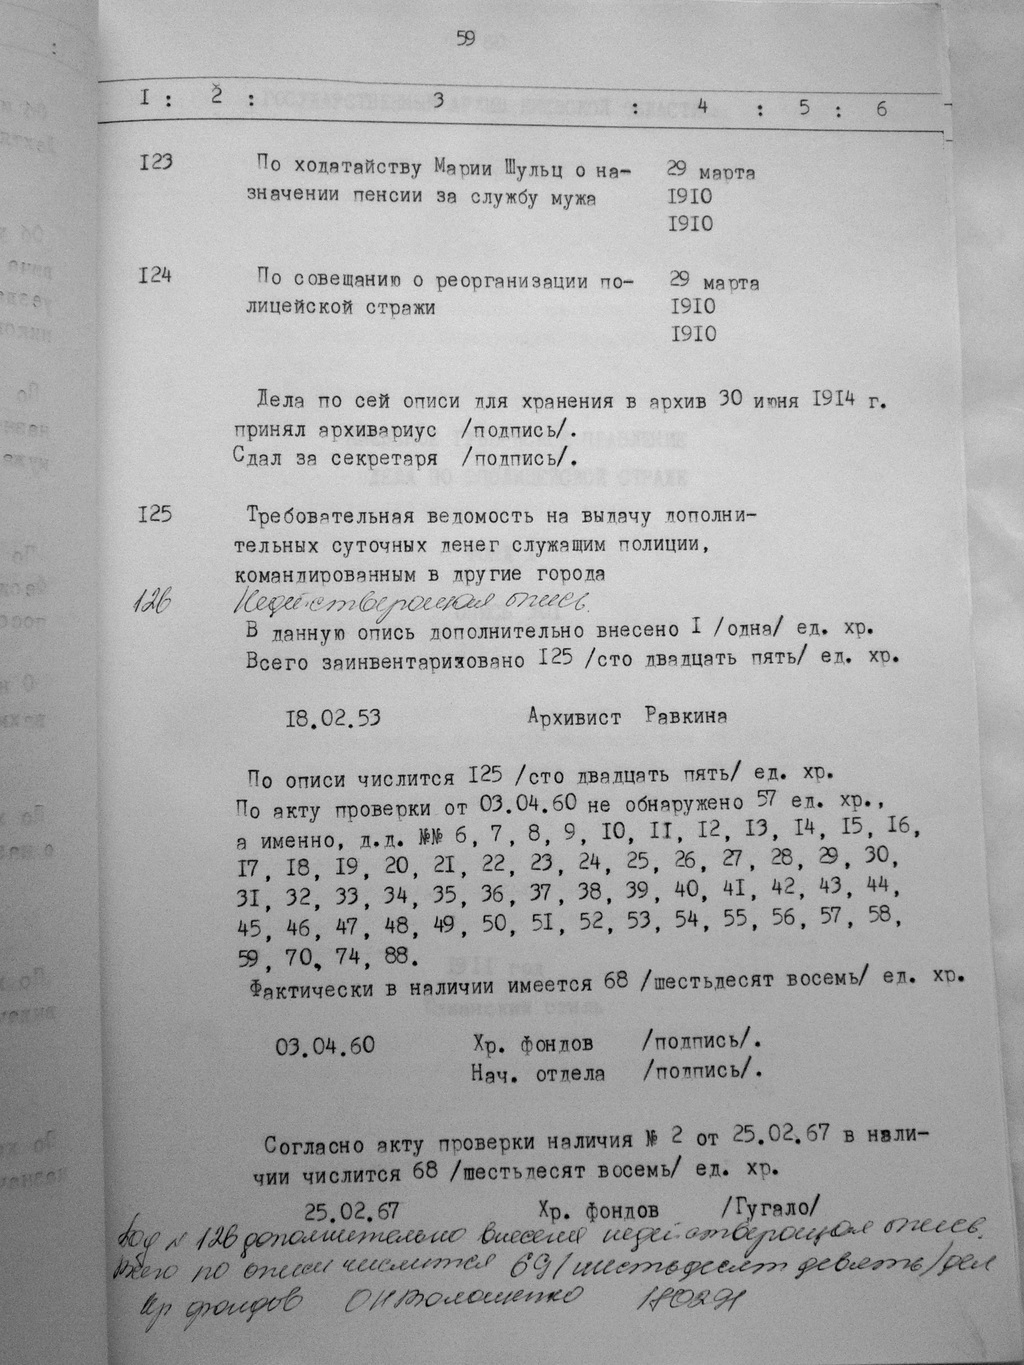 59
I : 2 : 3 : 4 : 5 : 6
I23 По ходатайству Марии Шульц о на- 29 марта
значении пенсии за службу мужа I9I0
I9I0
I24 По совещанию о реорганизации по- 29 марта
лицейской стражи I9I0
I9I0
Дела по сей описи для хранения в архив 30 июня I9I4 г.
принял архивариус /подпись/.
Сдал за секретаря /подпись/.
I25 Требовательная ведомость на выдачу дополни-
тельных суточных денег служащим полиции,
командированным в другие города
126 Недействующая опись.
В данную опись дополнительно внесено I /одна/ ед. хр.
Всего заинвентаризовано I25 /сто двадцать пять/ ед. хр.
I8.02.53 Архивист Равкина
По описи числится I25 /сто двадцать пять/ ед. хр.
По акту проверки от 03.04.60 не обнаружено 57 ед. хр.,
а именно, д.д. №№ 6, 7, 8, 9, I0, II, I2, I3, I4, I5, I6,
I7, I8, I9, 20, 2I, 22, 23, 24, 25, 26, 27, 28, 29, 30,
3I, 32, 33, 34, 35, 36, 37, 38, 39, 40, 4I, 42, 43, 44,
45, 46, 47, 48, 49, 50, 5I, 52, 53, 54, 55, 56, 57, 58,
59, 70, 74, 88.
Фактически в наличии имеется 68 /шестьдесят восемь/ ед. хр.
03.04.60 Хр. фондов /подпись/.
Нач. отдела /подпись/.
Согласно акту проверки наличия № 2 от 25.02.67 в нали-
чии числится 68 /шестьдесят восемь/ ед. хр.
25.02.67 Хр. фондов /Гугало/
Под № 126 дополнительно внесена недействующая опись.
Всего по описи числится 69/шестьдесят девять/дел
Хр фондов